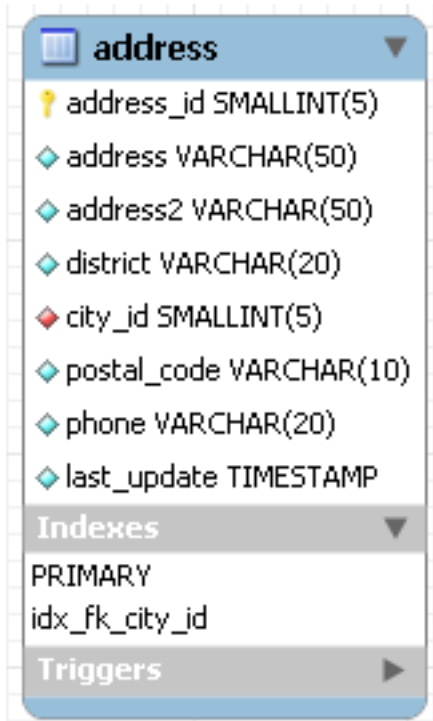 address
address_id SMALLINT(5)
address VARCHAR(50)
address2 VARCHAR(50)
district VARCHAR(20)
city_id SMALLINT(5)
postal_code VARCHAR(10)
phone VARCHAR(20)
last_update TIMESTAMP
Indexes
PRIMARY
idx_fk_city_id
Triggers